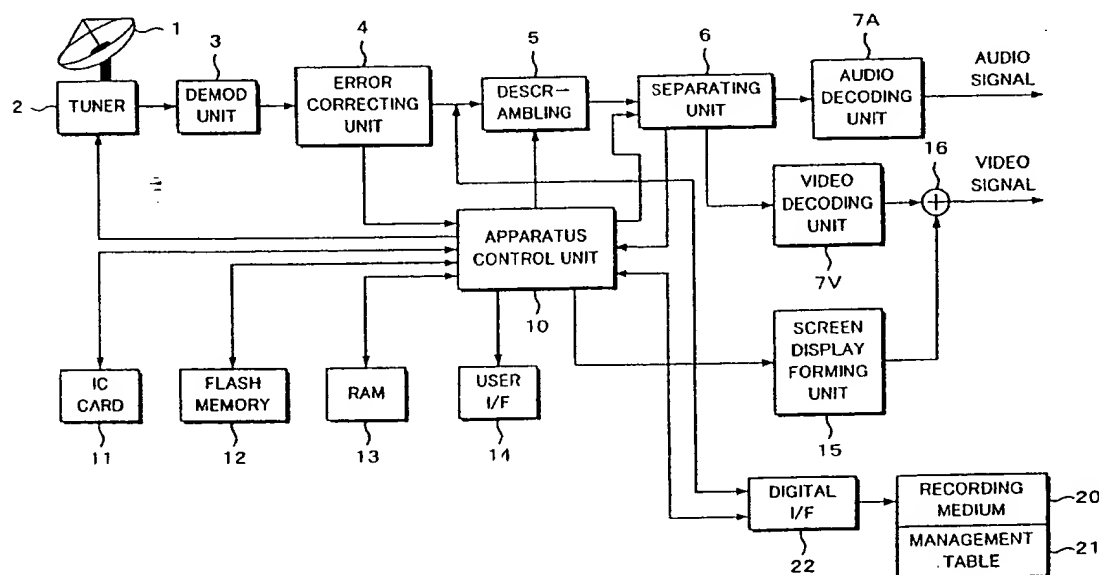 1
2
TUNER
3
DEMOD
UNIT
4
ERROR
CORRECTING
UNIT
5
DESCR-
AMBLING
6
SEPARATING
UNIT
7A
AUDIO
DECODING
UNIT
AUDIO
SIGNAL
VIDEO
DECODING
UNIT
7V
16
VIDEO
SIGNAL
APPARATUS
CONTROL UNIT
10
IC
CARD
11
FLASH
MEMORY
12
RAM
13
USER
I/F
14
SCREEN
DISPLAY
FORMING
UNIT
15
DIGITAL
I/F
22
RECORDING
MEDIUM
20
MANAGEMENT
TABLE
21